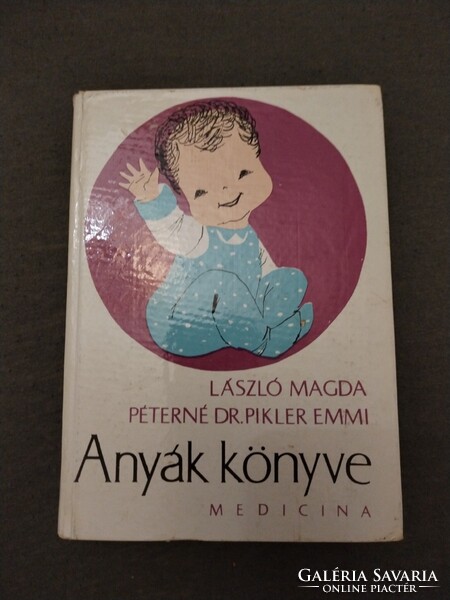 LÁSZLÓ MAGDA
PÉTERNÉ DR. PIKLER EMMI
Anyák könyve
MEDICINA
GALÉRIA SAVARIA
ONLINE PIACTÉR